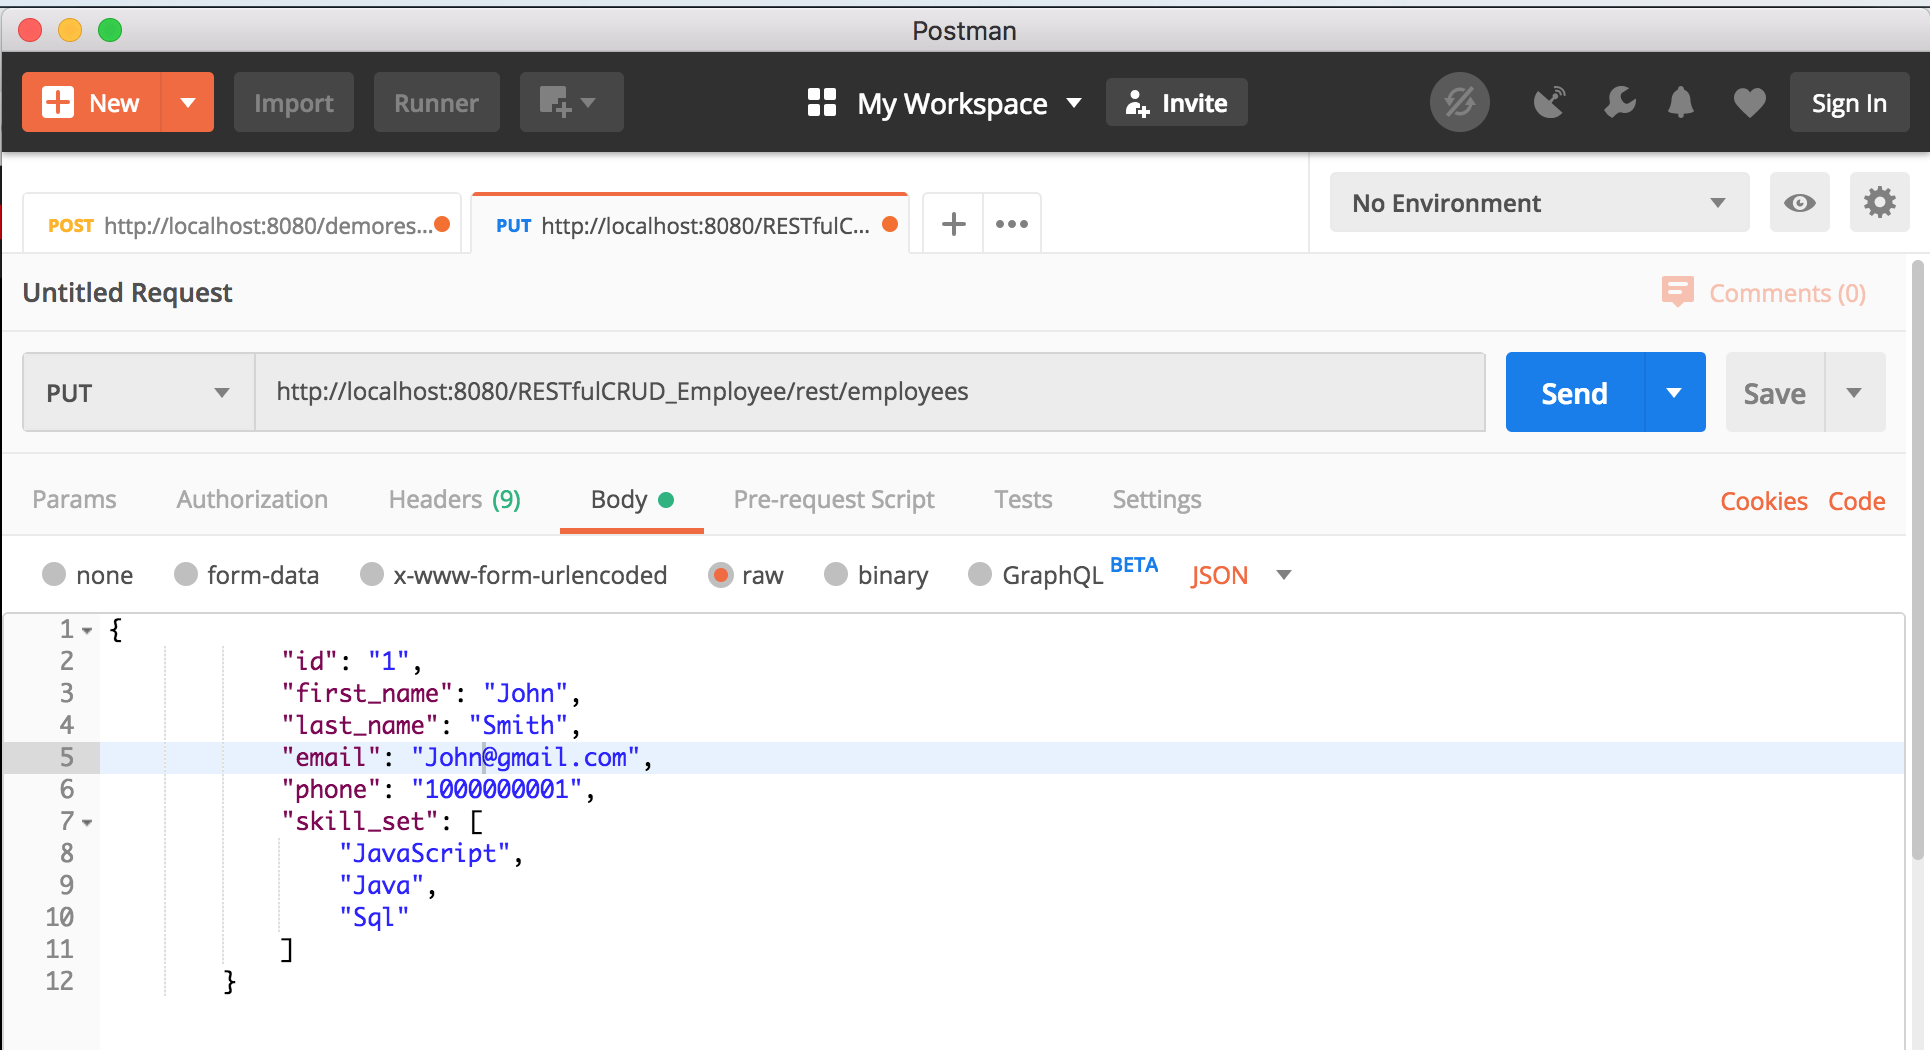 Postman
New Import Runner My Workspace Invite Sign In
POST http://localhost:8080/demores... PUT http://localhost:8080/RESTfulC... No Environment
Untitled Request Comments (0)
PUT http://localhost:8080/RESTfulCRUD_Employee/rest/employees Send Save
Params Authorization Headers (9) Body Pre-request Script Tests Settings Cookies Code
none form-data x-www-form-urlencoded raw binary GraphQL BETA JSON
1 {
2 "id": "1",
3 "first_name": "John",
4 "last_name": "Smith",
5 "email": "John@gmail.com",
6 "phone": "1000000001",
7 "skill_set": [
8 "JavaScript",
9 "Java",
10 "Sql"
11 ]
12 }